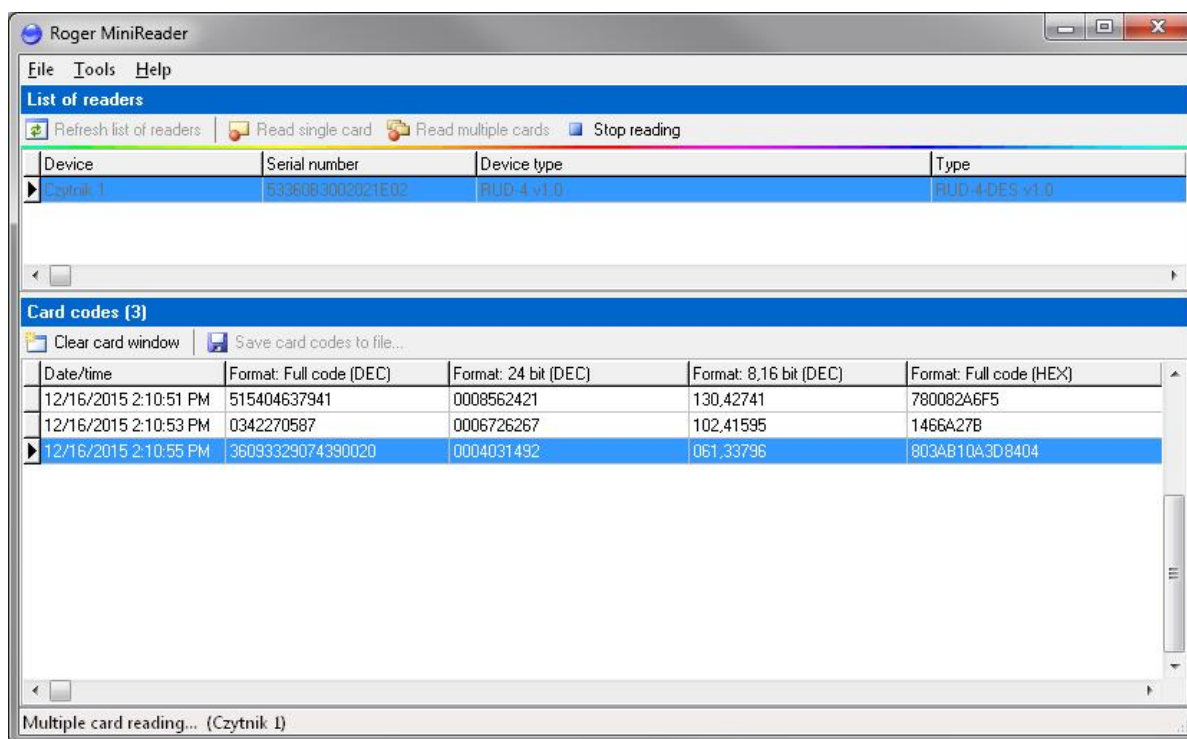 Roger MiniReader
File Tools Help
List of readers
Refresh list of readers Read single card Read multiple cards Stop reading
Device Serial number Device type Type
Czytnik 1 53360B3002021E02 RUD-4 v1.0 RUD-4-DES v1.0
Card codes (3)
Clear card window Save card codes to file...
Date/time Format: Full code (DEC) Format: 24 bit (DEC) Format: 8,16 bit (DEC) Format: Full code (HEX)
12/16/2015 2:10:51 PM 515404637941 0008562421 130,42741 780082A6F5
12/16/2015 2:10:53 PM 0342270587 0006726267 102,41595 1466A27B
12/16/2015 2:10:55 PM 36093329074390020 0004031492 061,33796 803AB10A3D8404
Multiple card reading... (Czytnik 1)